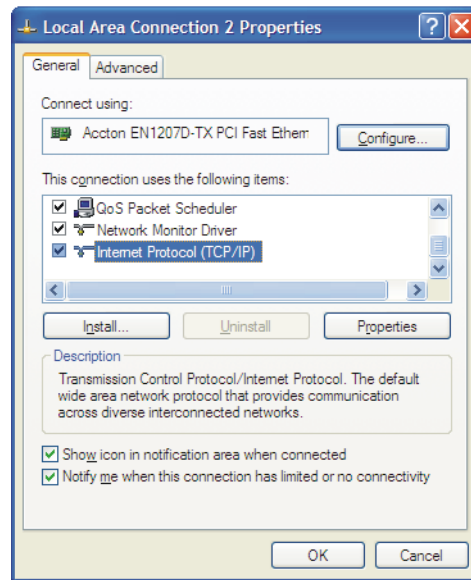 Local Area Connection 2 Properties
General Advanced
Connect using:
Accton EN1207D-TX PCI Fast Ethern
Configure...
This connection uses the following items:
QoS Packet Scheduler
Network Monitor Driver
Internet Protocol (TCP/IP)
Install... Uninstall Properties
Description
Transmission Control Protocol/Internet Protocol. The default
wide area network protocol that provides communication
across diverse interconnected networks.
Show icon in notification area when connected
Notify me when this connection has limited or no connectivity
OK Cancel